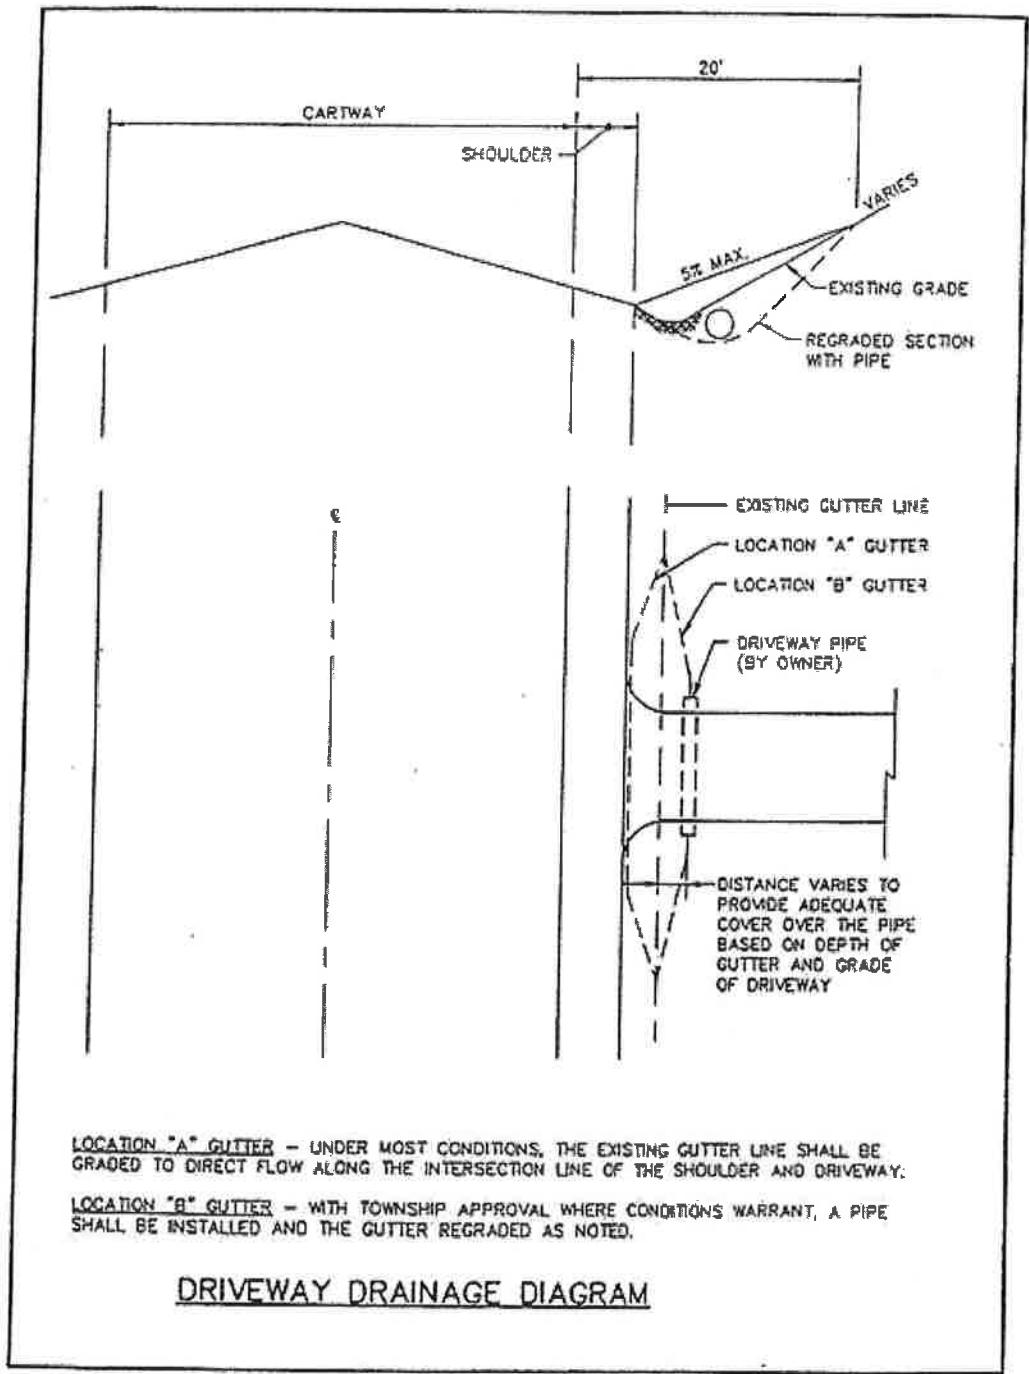 20'
CARTWAY
SHOULDER
VARIES
5% MAX.
EXISTING GRADE
REGRADED SECTION
WITH PIPE
℄
EXISTING GUTTER LINE
LOCATION "A" GUTTER
LOCATION "B" GUTTER
DRIVEWAY PIPE
(BY OWNER)
DISTANCE VARIES TO
PROVIDE ADEQUATE
COVER OVER THE PIPE
BASED ON DEPTH OF
GUTTER AND GRADE
OF DRIVEWAY
LOCATION "A" GUTTER – UNDER MOST CONDITIONS, THE EXISTING GUTTER LINE SHALL BE
GRADED TO DIRECT FLOW ALONG THE INTERSECTION LINE OF THE SHOULDER AND DRIVEWAY.
LOCATION "B" GUTTER – WITH TOWNSHIP APPROVAL WHERE CONDITIONS WARRANT, A PIPE
SHALL BE INSTALLED AND THE GUTTER REGRADED AS NOTED.
DRIVEWAY DRAINAGE DIAGRAM